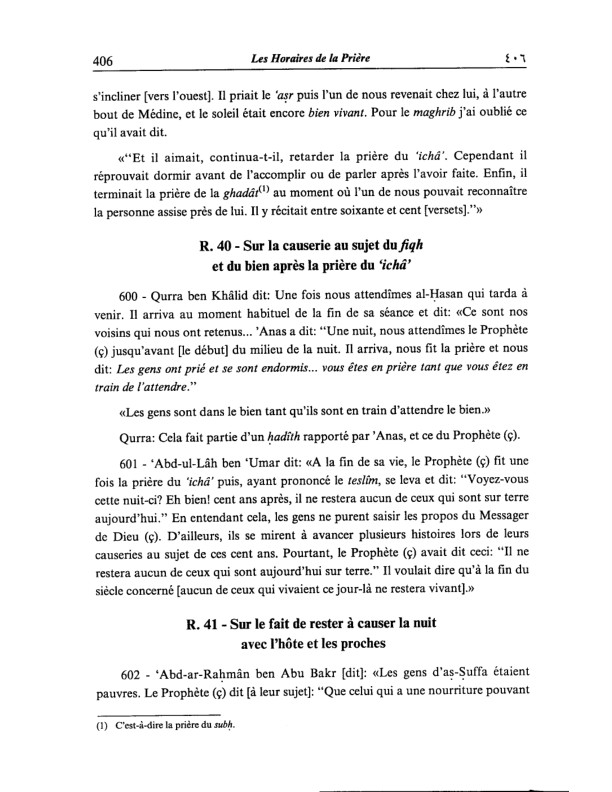 406 Les Horaires de la Prière ٤٠٦
s'incliner [vers l'ouest]. Il priait le 'aṣr puis l'un de nous revenait chez lui, à l'autre
bout de Médine, et le soleil était encore bien vivant. Pour le maghrib j'ai oublié ce
qu'il avait dit.
«"Et il aimait, continua-t-il, retarder la prière du 'ichâ'. Cependant il
réprouvait dormir avant de l'accomplir ou de parler après l'avoir faite. Enfin, il
terminait la prière de la ghadât(1) au moment où l'un de nous pouvait reconnaître
la personne assise près de lui. Il y récitait entre soixante et cent [versets]."»
R. 40 - Sur la causerie au sujet du fiqh
et du bien après la prière du 'ichâ'
600 - Qurra ben Khâlid dit: Une fois nous attendîmes al-Ḥasan qui tarda à
venir. Il arriva au moment habituel de la fin de sa séance et dit: «Ce sont nos
voisins qui nous ont retenus... 'Anas a dit: "Une nuit, nous attendîmes le Prophète
(ç) jusqu'avant [le début] du milieu de la nuit. Il arriva, nous fit la prière et nous
dit: Les gens ont prié et se sont endormis... vous êtes en prière tant que vous êtez en
train de l'attendre."
«Les gens sont dans le bien tant qu'ils sont en train d'attendre le bien.»
Qurra: Cela fait partie d'un ḥadîth rapporté par 'Anas, et ce du Prophète (ç).
601 - 'Abd-ul-Lâh ben 'Umar dit: «A la fin de sa vie, le Prophète (ç) fit une
fois la prière du 'ichâ' puis, ayant prononcé le teslîm, se leva et dit: "Voyez-vous
cette nuit-ci? Eh bien! cent ans après, il ne restera aucun de ceux qui sont sur terre
aujourd'hui." En entendant cela, les gens ne purent saisir les propos du Messager
de Dieu (ç). D'ailleurs, ils se mirent à avancer plusieurs histoires lors de leurs
causeries au sujet de ces cent ans. Pourtant, le Prophète (ç) avait dit ceci: "Il ne
restera aucun de ceux qui sont aujourd'hui sur terre." Il voulait dire qu'à la fin du
siècle concerné [aucun de ceux qui vivaient ce jour-là ne restera vivant].»
R. 41 - Sur le fait de rester à causer la nuit
avec l'hôte et les proches
602 - 'Abd-ar-Raḥmân ben Abu Bakr [dit]: «Les gens d'aṣ-Ṣuffa étaient
pauvres. Le Prophète (ç) dit [à leur sujet]: "Que celui qui a une nourriture pouvant
(1) C'est-à-dire la prière du subḥ.